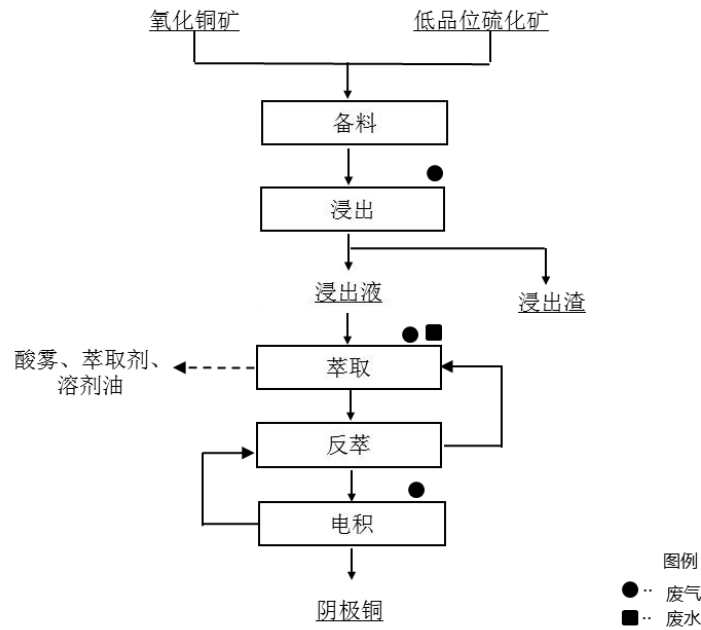 氧化铜矿
低品位硫化矿
备料
浸出
浸出液
浸出渣
酸雾、萃取剂、
溶剂油
萃取
反萃
电积
阴极铜
图例
废气
废水